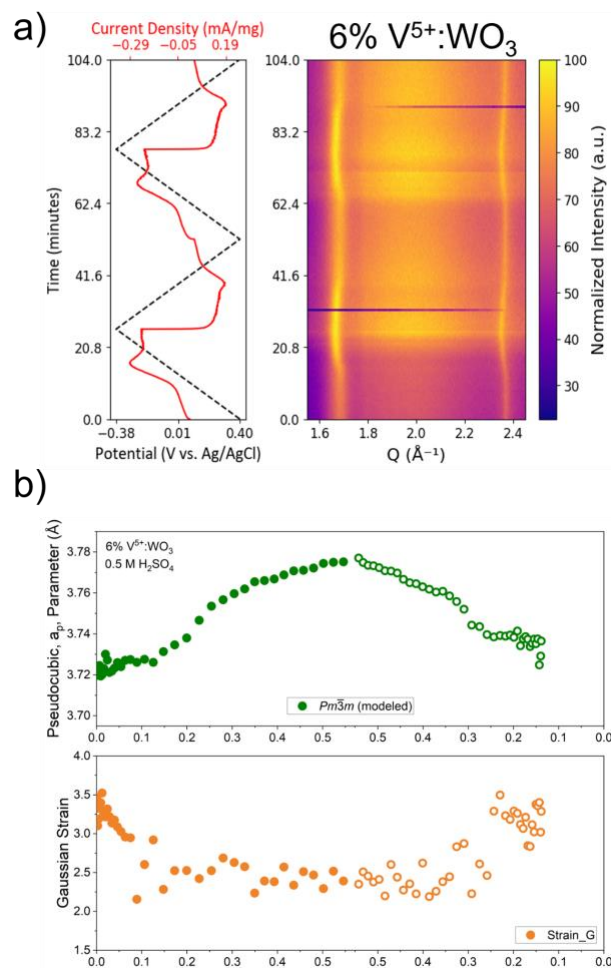 a)
Current Density (mA/mg)
−0.29 −0.05 0.19
6% V⁵⁺:WO₃
104.0
83.2
62.4
41.6
20.8
0.0
Time (minutes)
−0.38 0.01 0.40
Potential (V vs. Ag/AgCl)
1.6 1.8 2.0 2.2 2.4
Q (Å⁻¹)
100
90
80
70
60
50
40
30
Normalized Intensity (a.u.)
b)
Pseudocubic, aₚ, Parameter (Å)
3.78
3.76
3.74
3.72
3.70
6% V⁵⁺:WO₃
0.5 M H₂SO₄
Pm3̅m (modeled)
0.0 0.1 0.2 0.3 0.4 0.5 0.4 0.3 0.2 0.1 0.0
Gaussian Strain
4.0
3.5
3.0
2.5
2.0
1.5
Strain_G
0.0 0.1 0.2 0.3 0.4 0.5 0.4 0.3 0.2 0.1 0.0